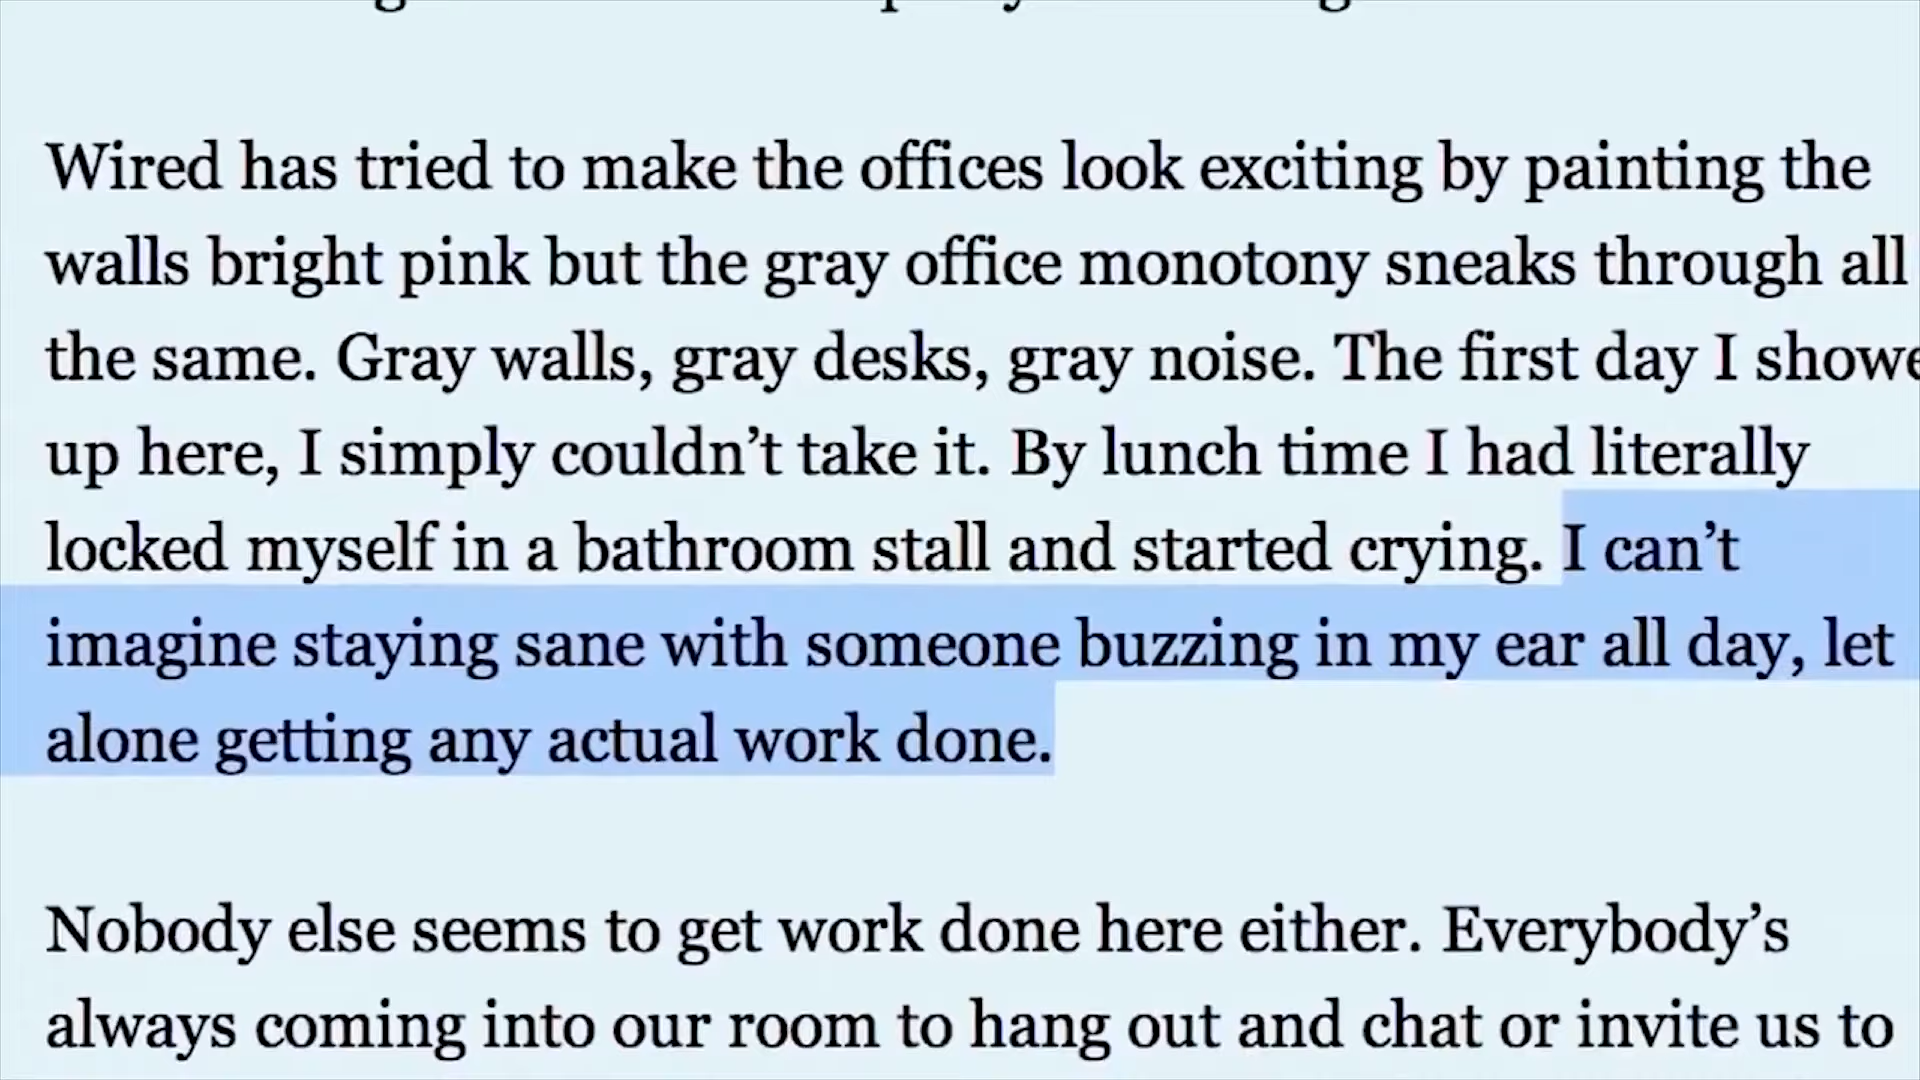 Wired has tried to make the offices look exciting by painting the
walls bright pink but the gray office monotony sneaks through all
the same. Gray walls, gray desks, gray noise. The first day I showe
up here, I simply couldn’t take it. By lunch time I had literally
locked myself in a bathroom stall and started crying. I can’t
imagine staying sane with someone buzzing in my ear all day, let
alone getting any actual work done.
Nobody else seems to get work done here either. Everybody’s
always coming into our room to hang out and chat or invite us to